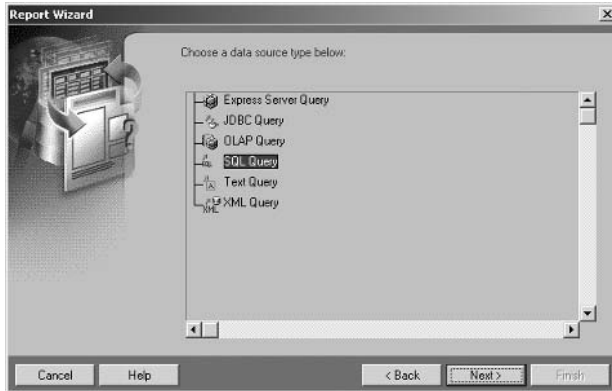 Report Wizard
Choose a data source type below:
Express Server Query
JDBC Query
OLAP Query
SQL Query
Text Query
XML Query
Cancel
Help
< Back
Next >
Finish